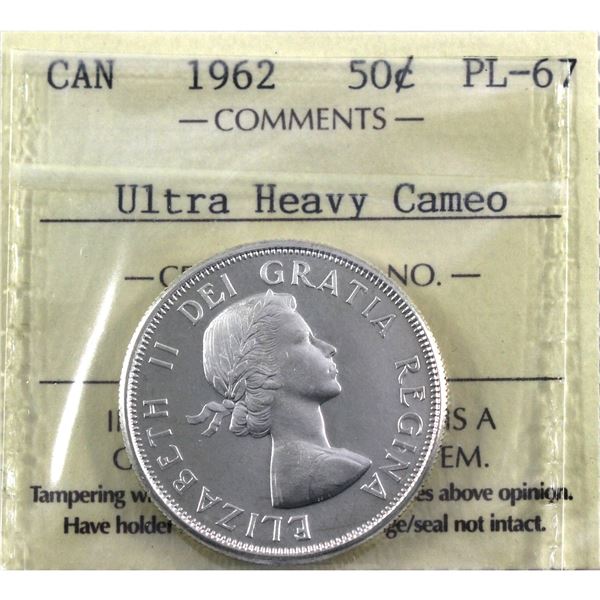 CAN 1962 50¢ PL-67
— COMMENTS —
Ultra Heavy Cameo
NO. —
ELIZABETH II DEI GRATIA REGINA
IS A
EM.
Tampering w es above opinion.
Have holder ge/seal not intact.